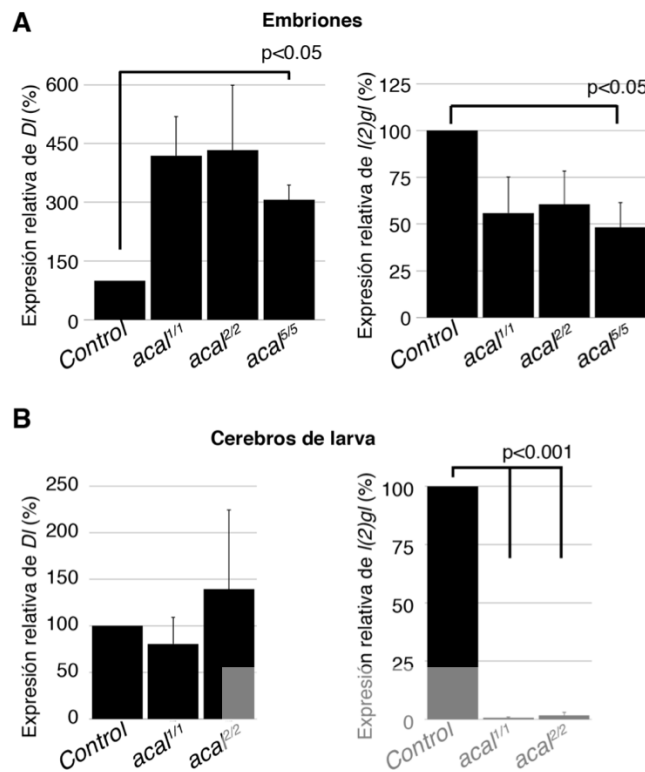 A
Embriones
Expresión relativa de Dl (%)
p<0.05
600
450
300
150
0
Control
acal1/1
acal2/2
acal5/5
Expresión relativa de l(2)gl (%)
p<0.05
125
100
75
50
25
0
Control
acal1/1
acal2/2
acal5/5
B
Cerebros de larva
Expresión relativa de Dl (%)
250
200
150
100
50
0
Control
acal1/1
acal2/2
Expresión relativa de l(2)gl (%)
p<0.001
100
75
50
25
0
Control
acal1/1
acal2/2